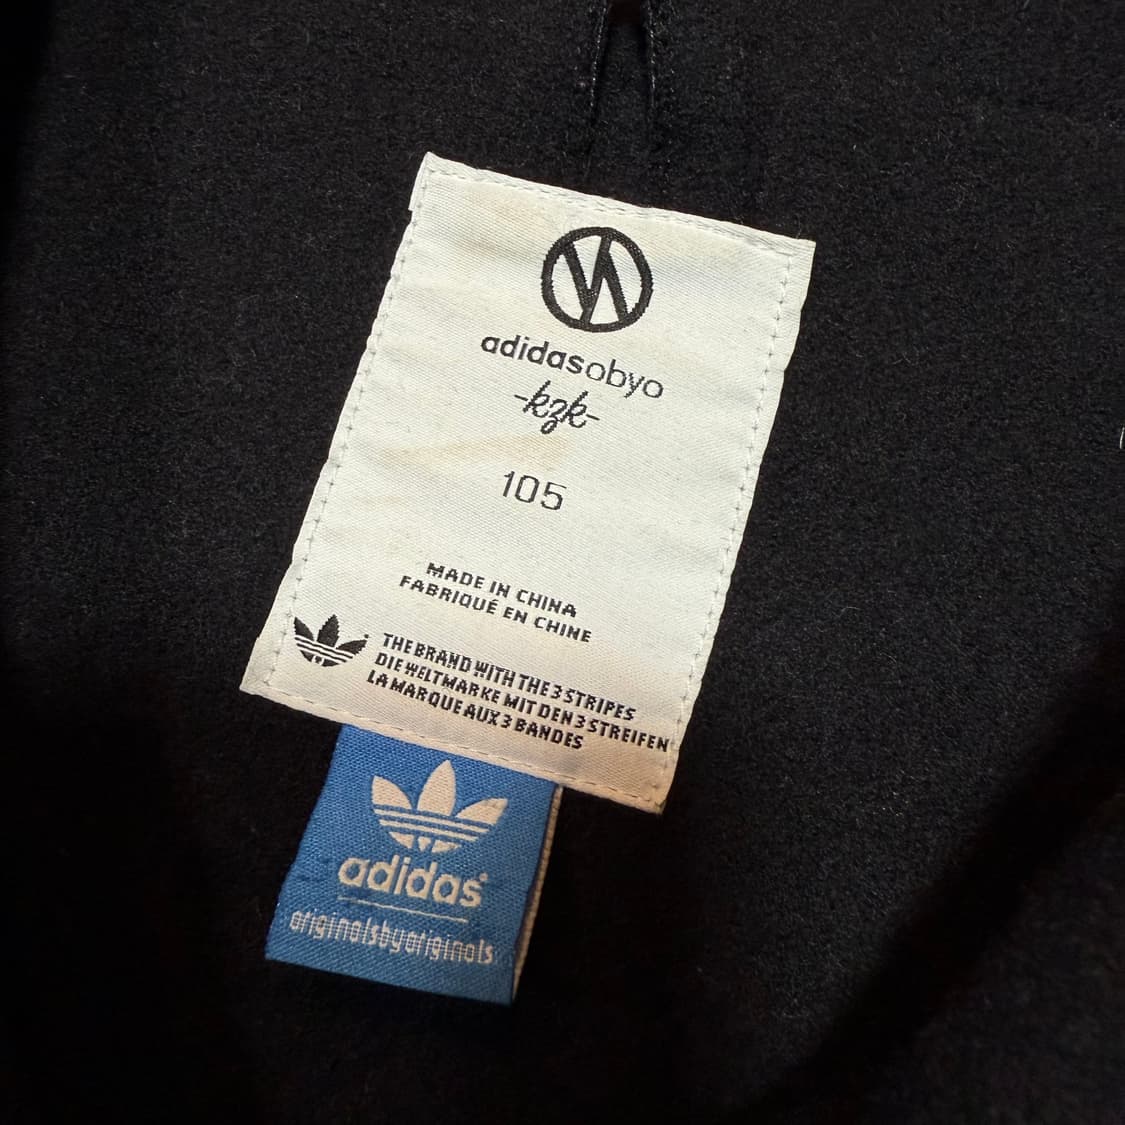 adidasobyo
-kzk-
105
MADE IN CHINA
FABRIQUÉ EN CHINE
THE BRAND WITH THE 3 STRIPES
DIE WELTMARKE MIT DEN 3 STREIFEN
LA MARQUE AUX 3 BANDES
adidas
originalsbyoriginals